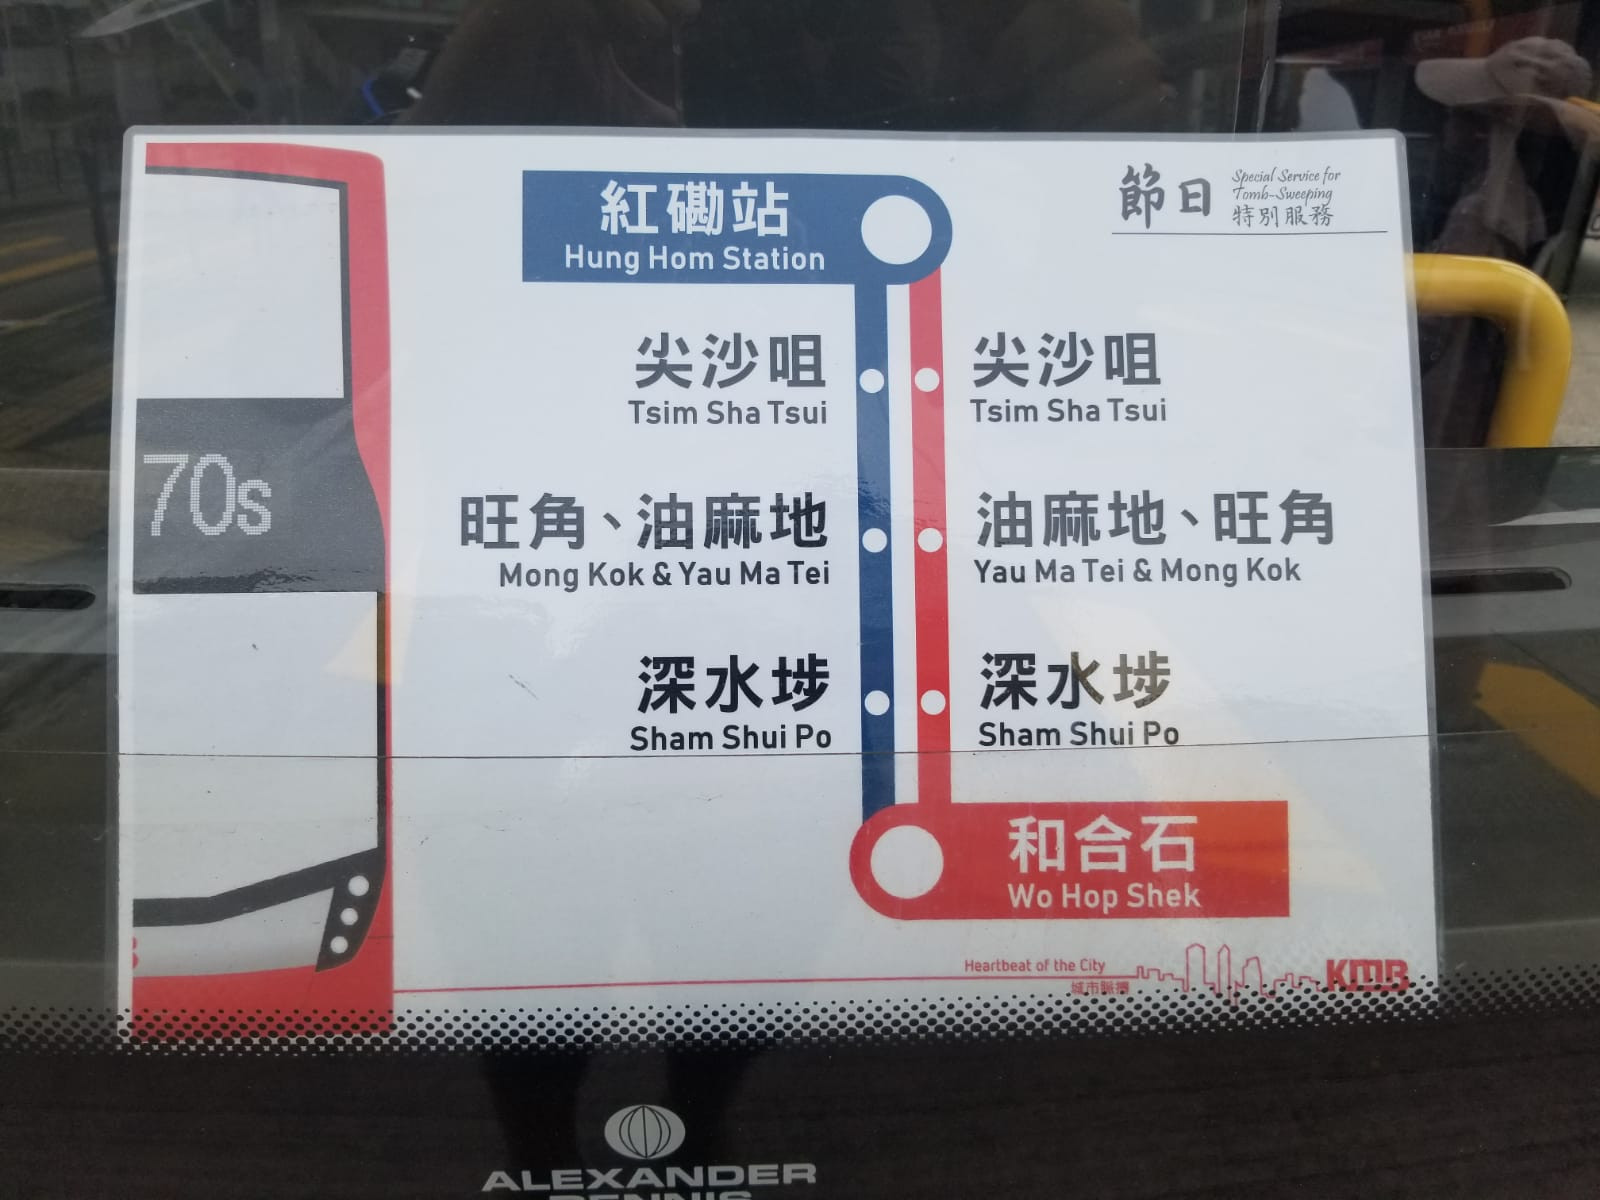 節日
Special Service for
Tomb-Sweeping
特別服務
紅磡站
Hung Hom Station
尖沙咀
Tsim Sha Tsui
尖沙咀
Tsim Sha Tsui
70s
旺角、油麻地
Mong Kok & Yau Ma Tei
油麻地、旺角
Yau Ma Tei & Mong Kok
深水埗
Sham Shui Po
深水埗
Sham Shui Po
和合石
Wo Hop Shek
Heartbeat of the City
城市脈搏
KMB
ALEXANDER
DENNIS